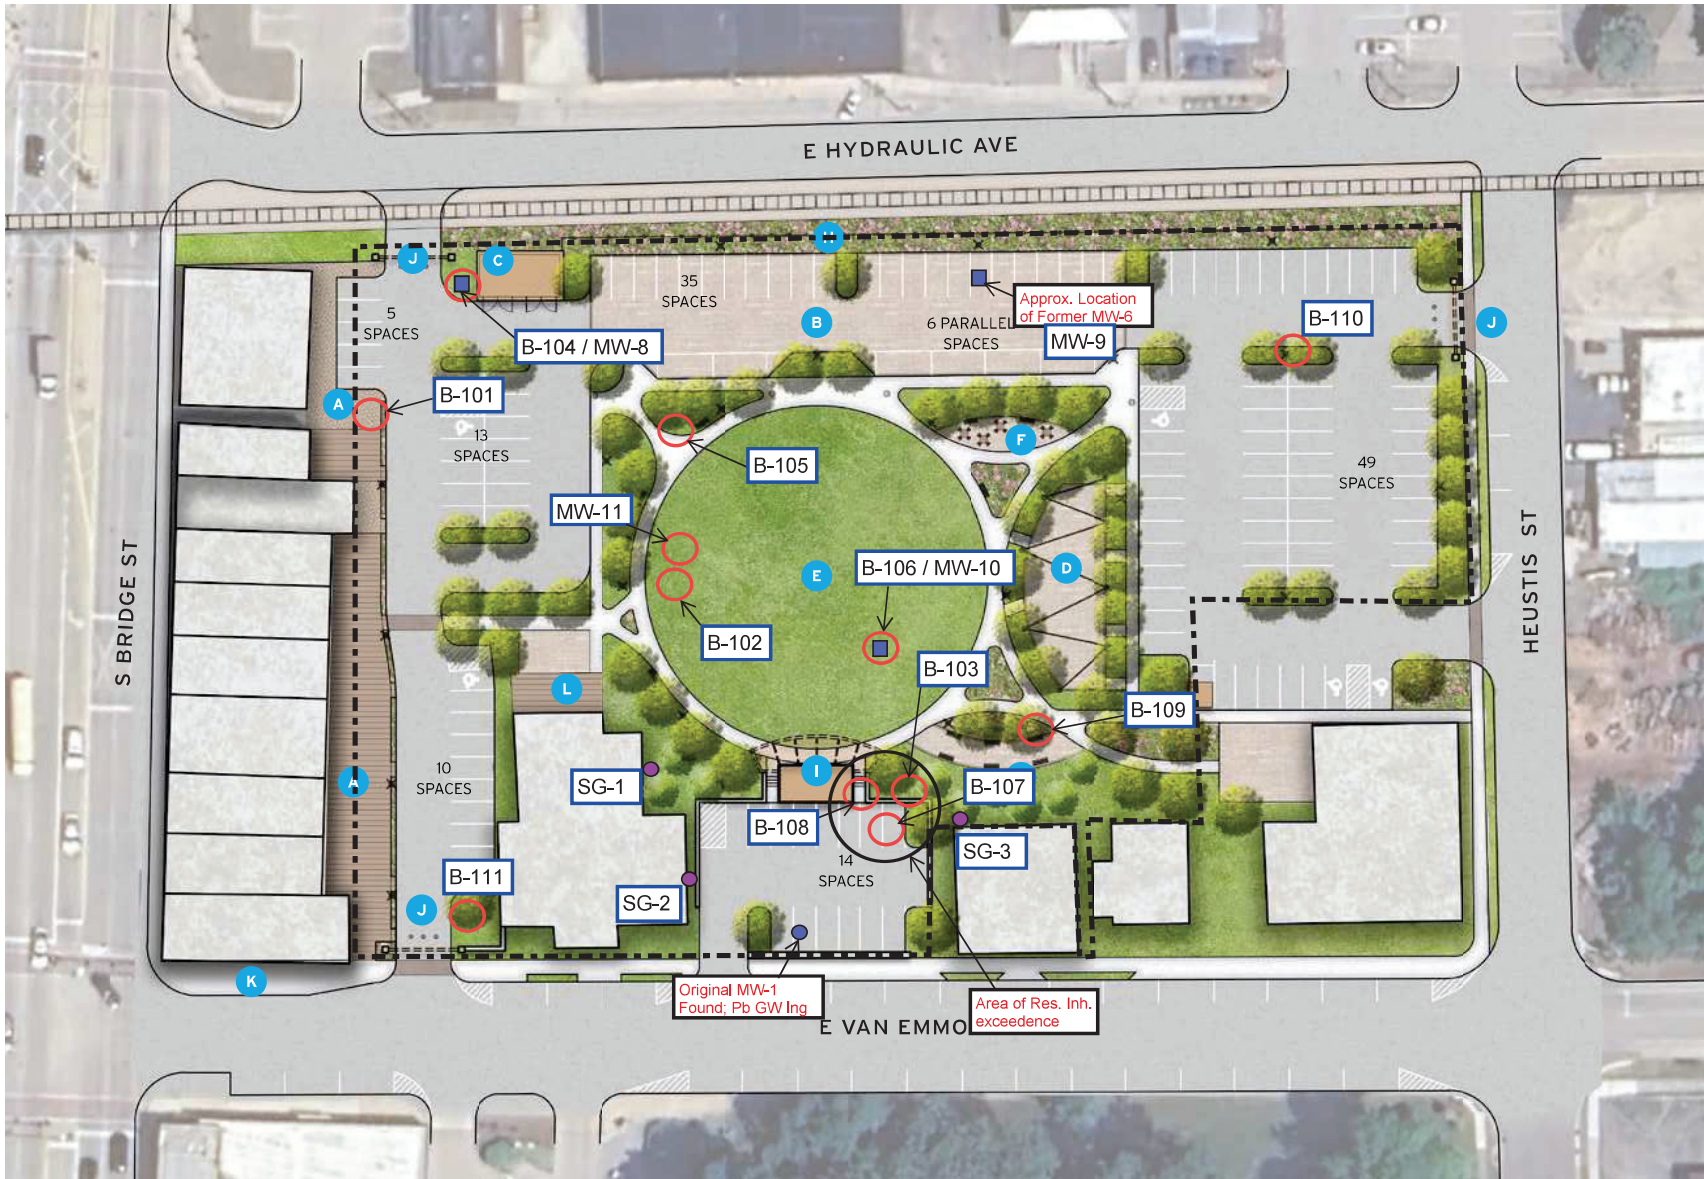 E HYDRAULIC AVE
H
J
C
35
SPACES
Approx. Location
of Former MW-6
5
SPACES
B
6 PARALLEL
SPACES
MW-9
B-110
J
B-104 / MW-8
A
B-101
13
SPACES
F
B-105
49
SPACES
MW-11
E
B-106 / MW-10
D
S BRIDGE ST
HEUSTIS ST
B-102
B-103
L
B-109
A
10
SPACES
SG-1
I
B-107
B-108
SG-3
14
SPACES
B-111
SG-2
J
K
Original MW-1
Found; Pb GW Ing
Area of Res. Inh.
exceedence
E VAN EMMO